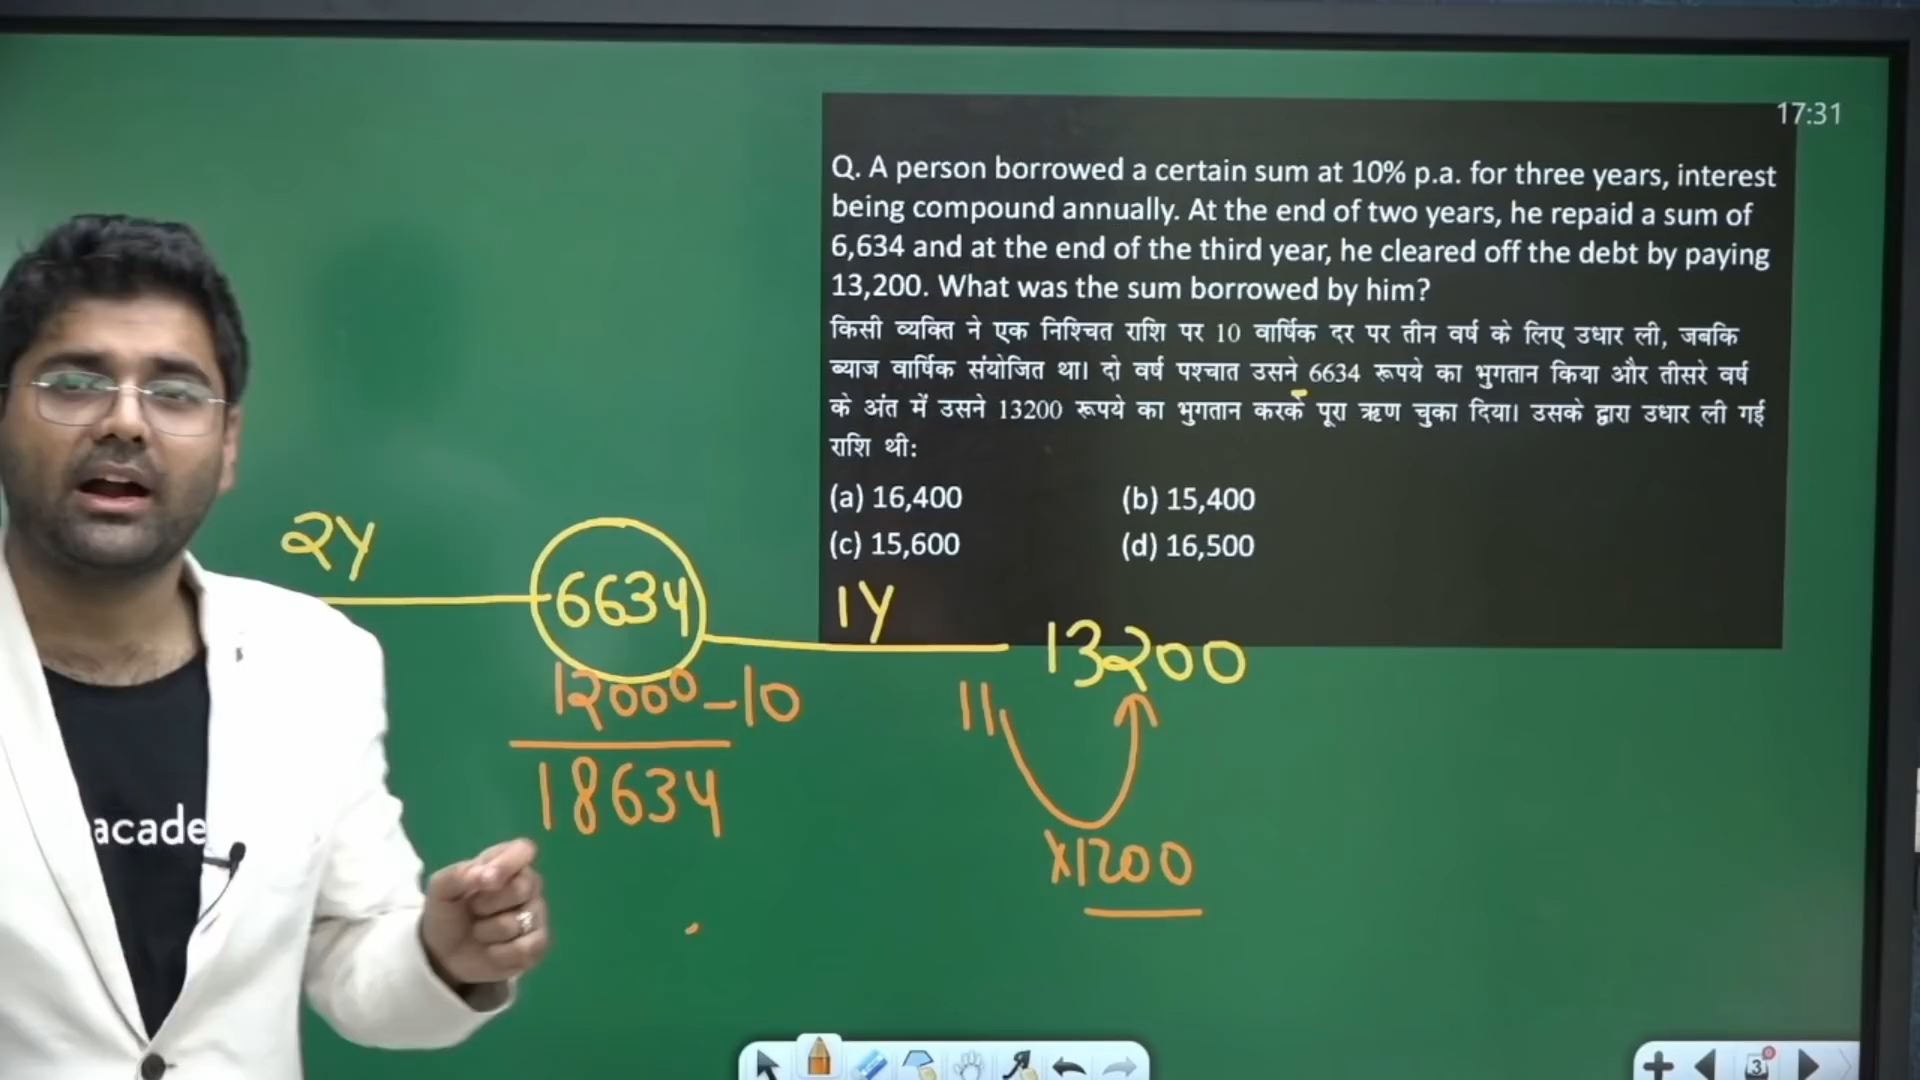 17:31
Q. A person borrowed a certain sum at 10% p.a. for three years, interest
being compound annually. At the end of two years, he repaid a sum of
6,634 and at the end of the third year, he cleared off the debt by paying
13,200. What was the sum borrowed by him?
किसी व्यक्ति ने एक निश्चित राशि पर 10 वार्षिक दर पर तीन वर्ष के लिए उधार ली, जबकि
ब्याज वार्षिक संयोजित था। दो वर्ष पश्चात उसने 6634 रूपये का भुगतान किया और तीसरे वर्ष
के अंत में उसने 13200 रूपये का भुगतान करके पूरा ऋण चुका दिया। उसके द्वारा उधार ली गई
राशि थी:
(a) 16,400 (b) 15,400
(c) 15,600 (d) 16,500
2Y
6634
1Y
13200
12000-10
11
18634
x1200
acade
3